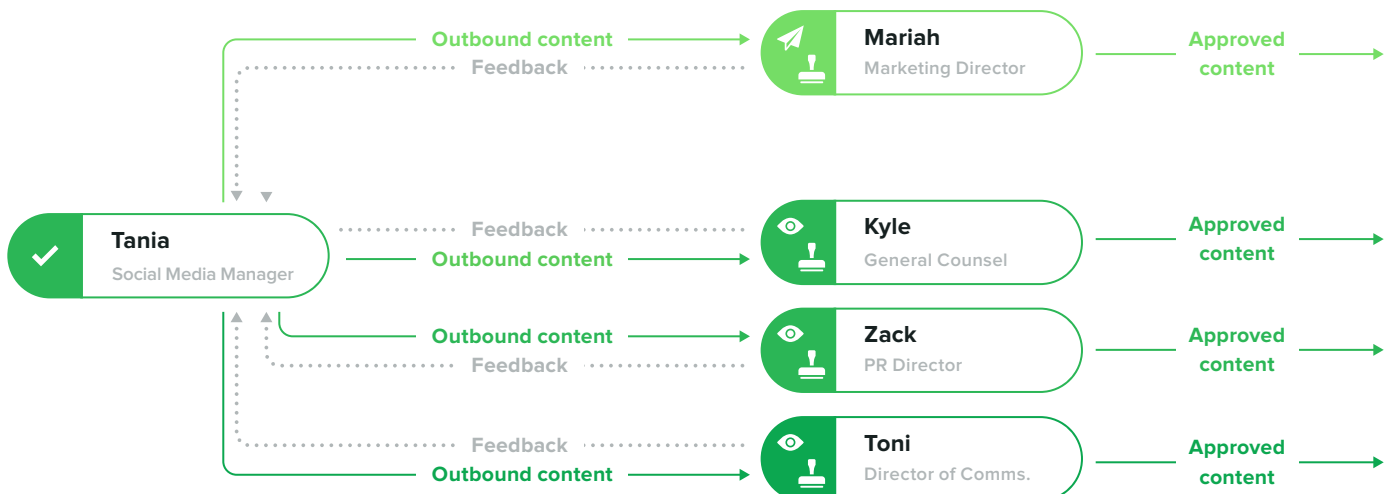 Outbound content
Feedback
Mariah
Marketing Director
Approved
content
Tania
Social Media Manager
Feedback
Outbound content
Kyle
General Counsel
Approved
content
Outbound content
Feedback
Zack
PR Director
Approved
content
Feedback
Outbound content
Toni
Director of Comms.
Approved
content